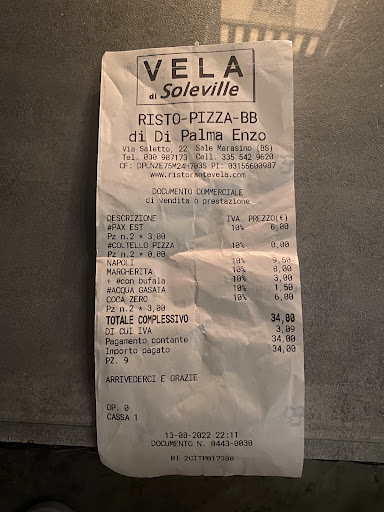 VELA
di Soleville
RISTO-PIZZA-BB
di Di Palma Enzo
Via Saletto, 22 Sale Marasino (BS)
Tel. 030 987173 Cell. 335 542 9620
CF: DPLNZE75M24H703S PI: 03155600987
www.ristorantevela.com
DOCUMENTO COMMERCIALE
di vendita o prestazione
DESCRIZIONE IVA PREZZO(€)
#PAX EST 10% 6,00
Pz n.2 * 3,00
#COLTELLO PIZZA 10% 0,00
Pz n.2 * 0,00
NAPOLI 10% 9,50
MARGHERITA 10% 8,00
+ #con bufala 10% 3,00
#ACQUA GASATA 10% 1,50
COCA ZERO 10% 6,00
Pz n.2 * 3,00
TOTALE COMPLESSIVO 34,00
DI CUI IVA 3,09
Pagamento contante 34,00
Importo pagato 34,00
PZ. 9
ARRIVEDERCI E GRAZIE
OP. 0
CASSA 1
13-08-2022 22:11
DOCUMENTO N. 0443-0030
RT 2CITP017398